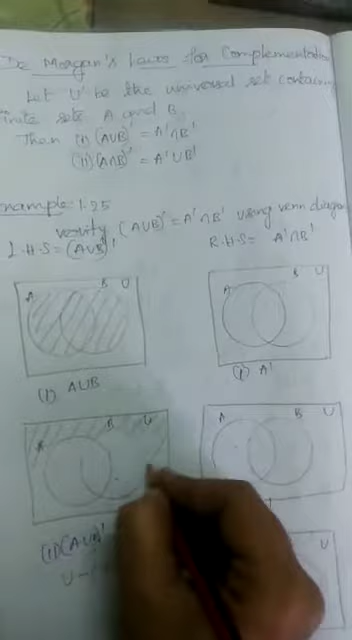 De Morgan's Laws for Complementation
Let U be the universal set containing
finite sets A and B.
Then (i) (A∪B)' = A'∩B'
(ii) (A∩B)' = A'∪B'
Example 1.25
verify (A∪B)' = A'∩B' using venn diagram
L.H.S = (A∪B)' R.H.S = A'∩B'
A B U
B U
A
(i) A∪B
(i) A'
A B U
A B U
(ii) (A∪B)'
U -
U